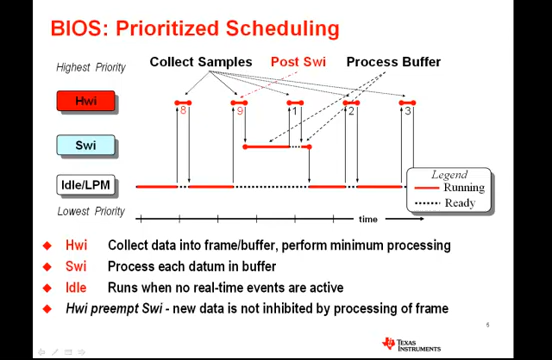 BIOS: Prioritized Scheduling
Highest Priority
Collect Samples Post Swi Process Buffer
Hwi
8 9 1 2 3
Swi
Idle/LPM
Legend
Running
Ready
Lowest Priority
time
Hwi Collect data into frame/buffer, perform minimum processing
Swi Process each datum in buffer
Idle Runs when no real-time events are active
Hwi preempt Swi - new data is not inhibited by processing of frame
5
TEXAS
INSTRUMENTS